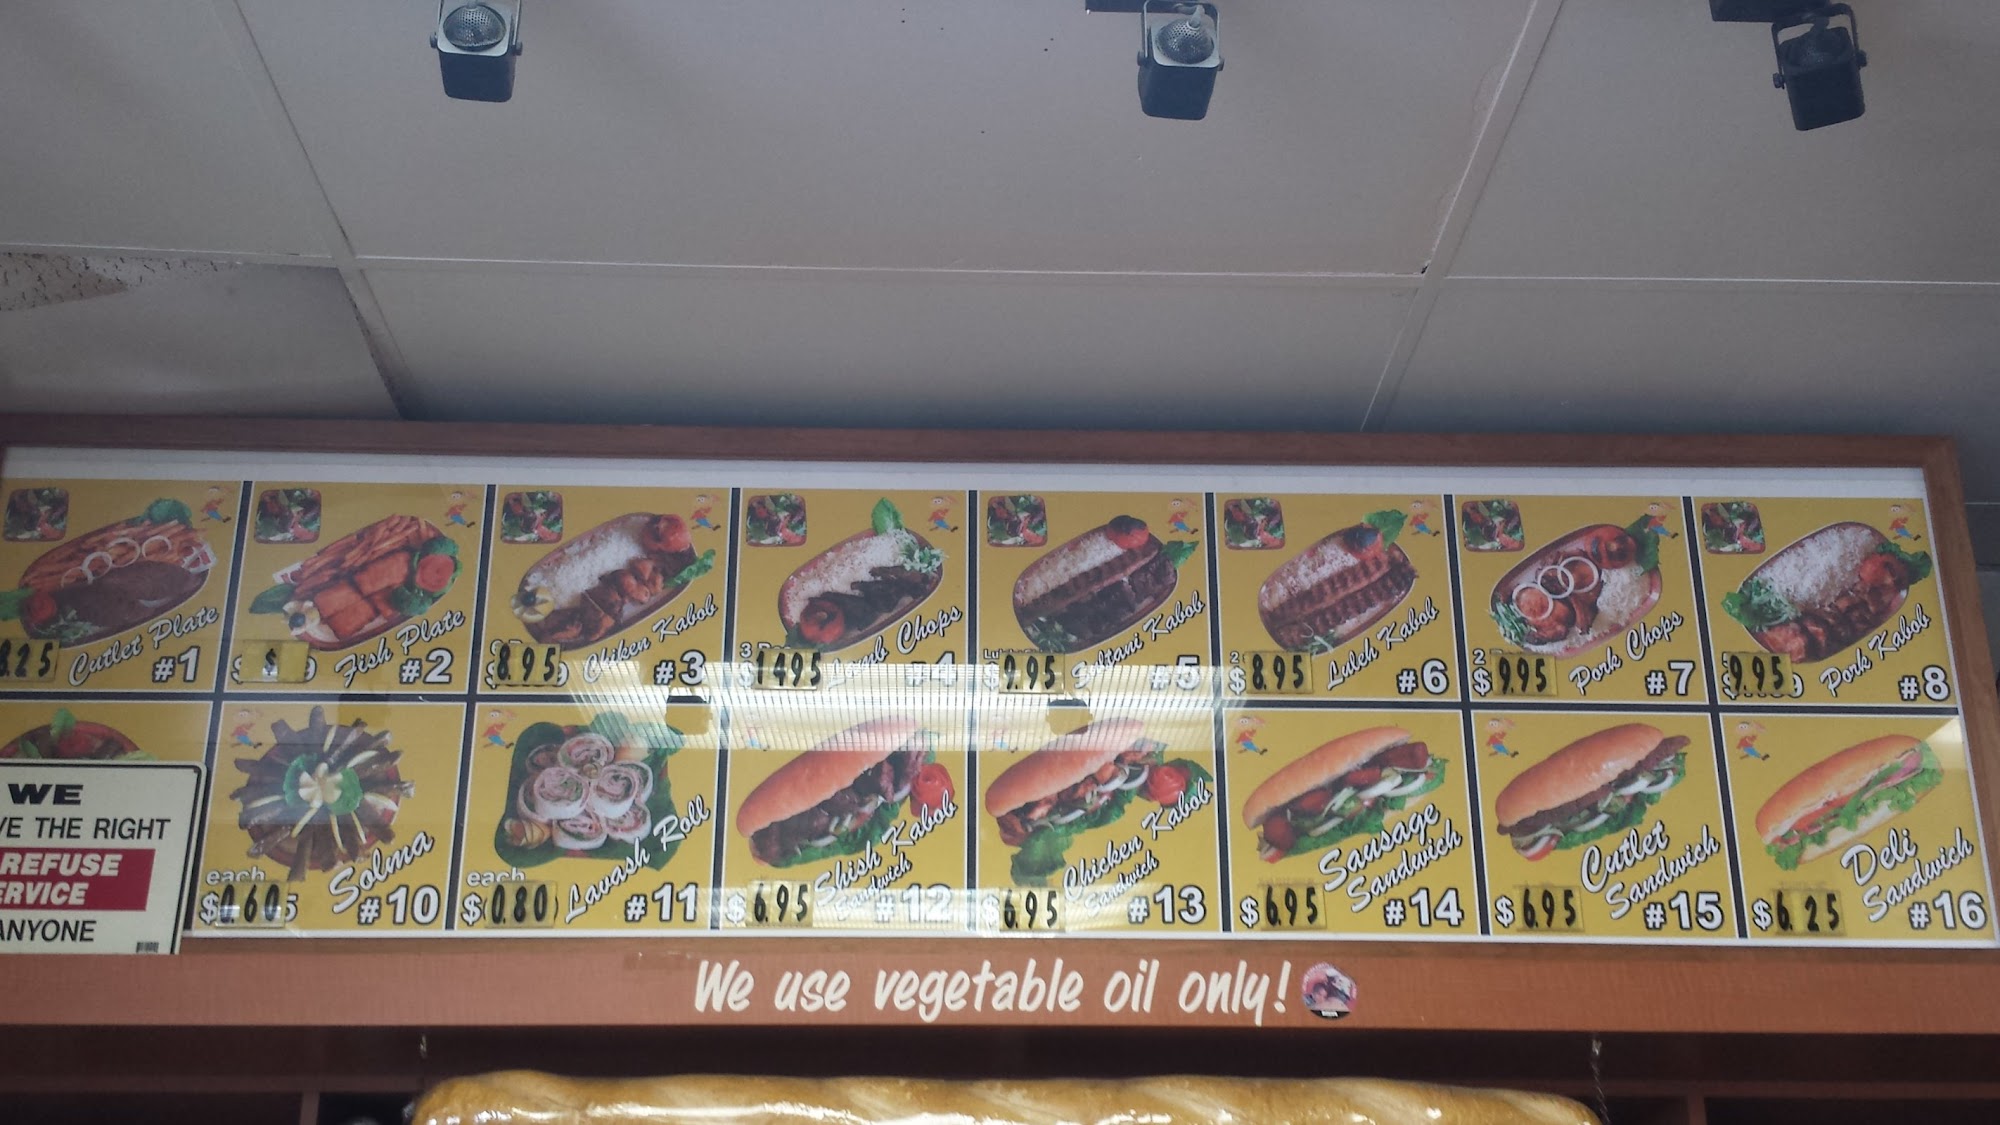 8.25 Cutlet Plate #1
$ Fish Plate #2
$ 8.95 Chiken Kabob #3
$ 14.95 Lamb Chops #4
$ 9.95 Sultani Kabob #5
$ 8.95 Luleh Kabob #6
$ 9.95 Pork Chops #7
$ 9.95 Pork Kabob #8
each
$ 0.60 Solma #10
each
$ 0.80 Lavash Roll #11
$ 6.95 Shish Kabob Sandwich #12
$ 6.95 Chicken Kabob Sandwich #13
$ 6.95 Sausage Sandwich #14
$ 6.95 Cutlet Sandwich #15
$ 6.25 Deli Sandwich #16
WE
VE THE RIGHT
REFUSE
ERVICE
ANYONE
We use vegetable oil only!